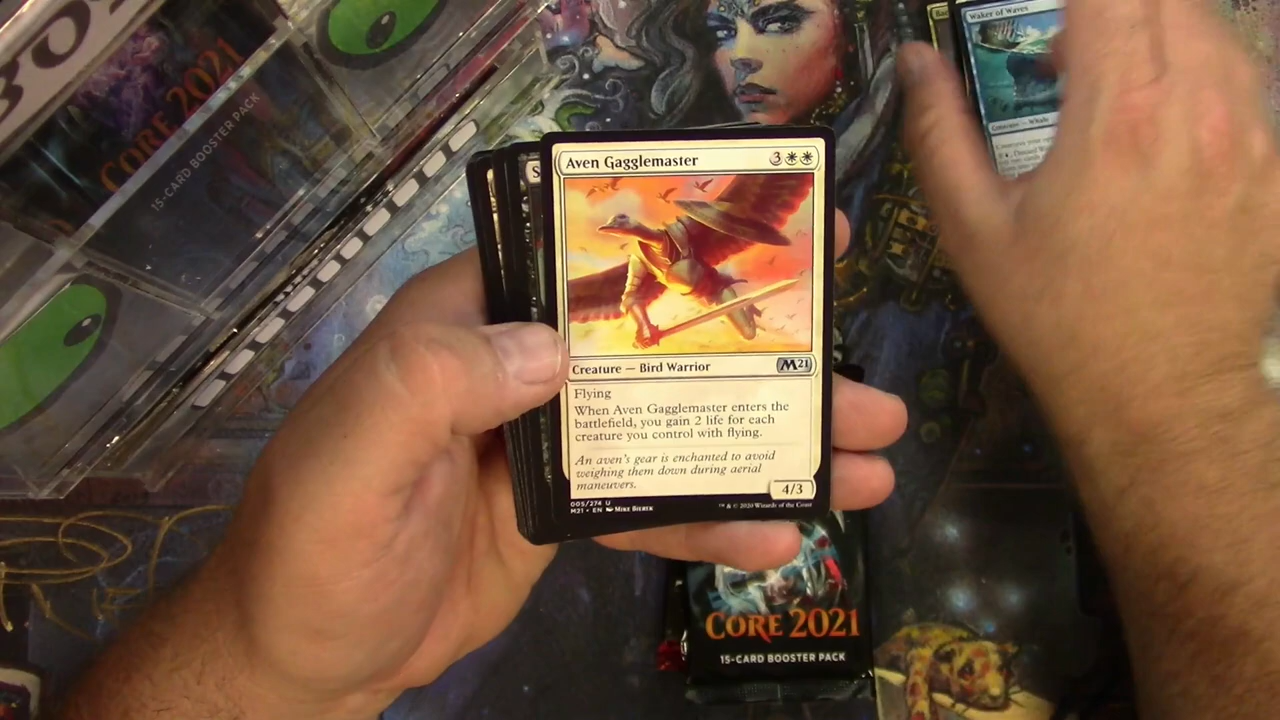 CORE 2021
15-CARD BOOSTER PACK
Waker of Waves
Creature — Whale
Aven Gagglemaster
3
S
Creature — Bird Warrior
M21
Flying
When Aven Gagglemaster enters the
battlefield, you gain 2 life for each
creature you control with flying.
An aven's gear is enchanted to avoid
weighing them down during aerial
maneuvers.
4/3
005/274 U
M21 • EN Mike Bierek
™ & © 2020 Wizards of the Coast
CORE 2021
15-CARD BOOSTER PACK